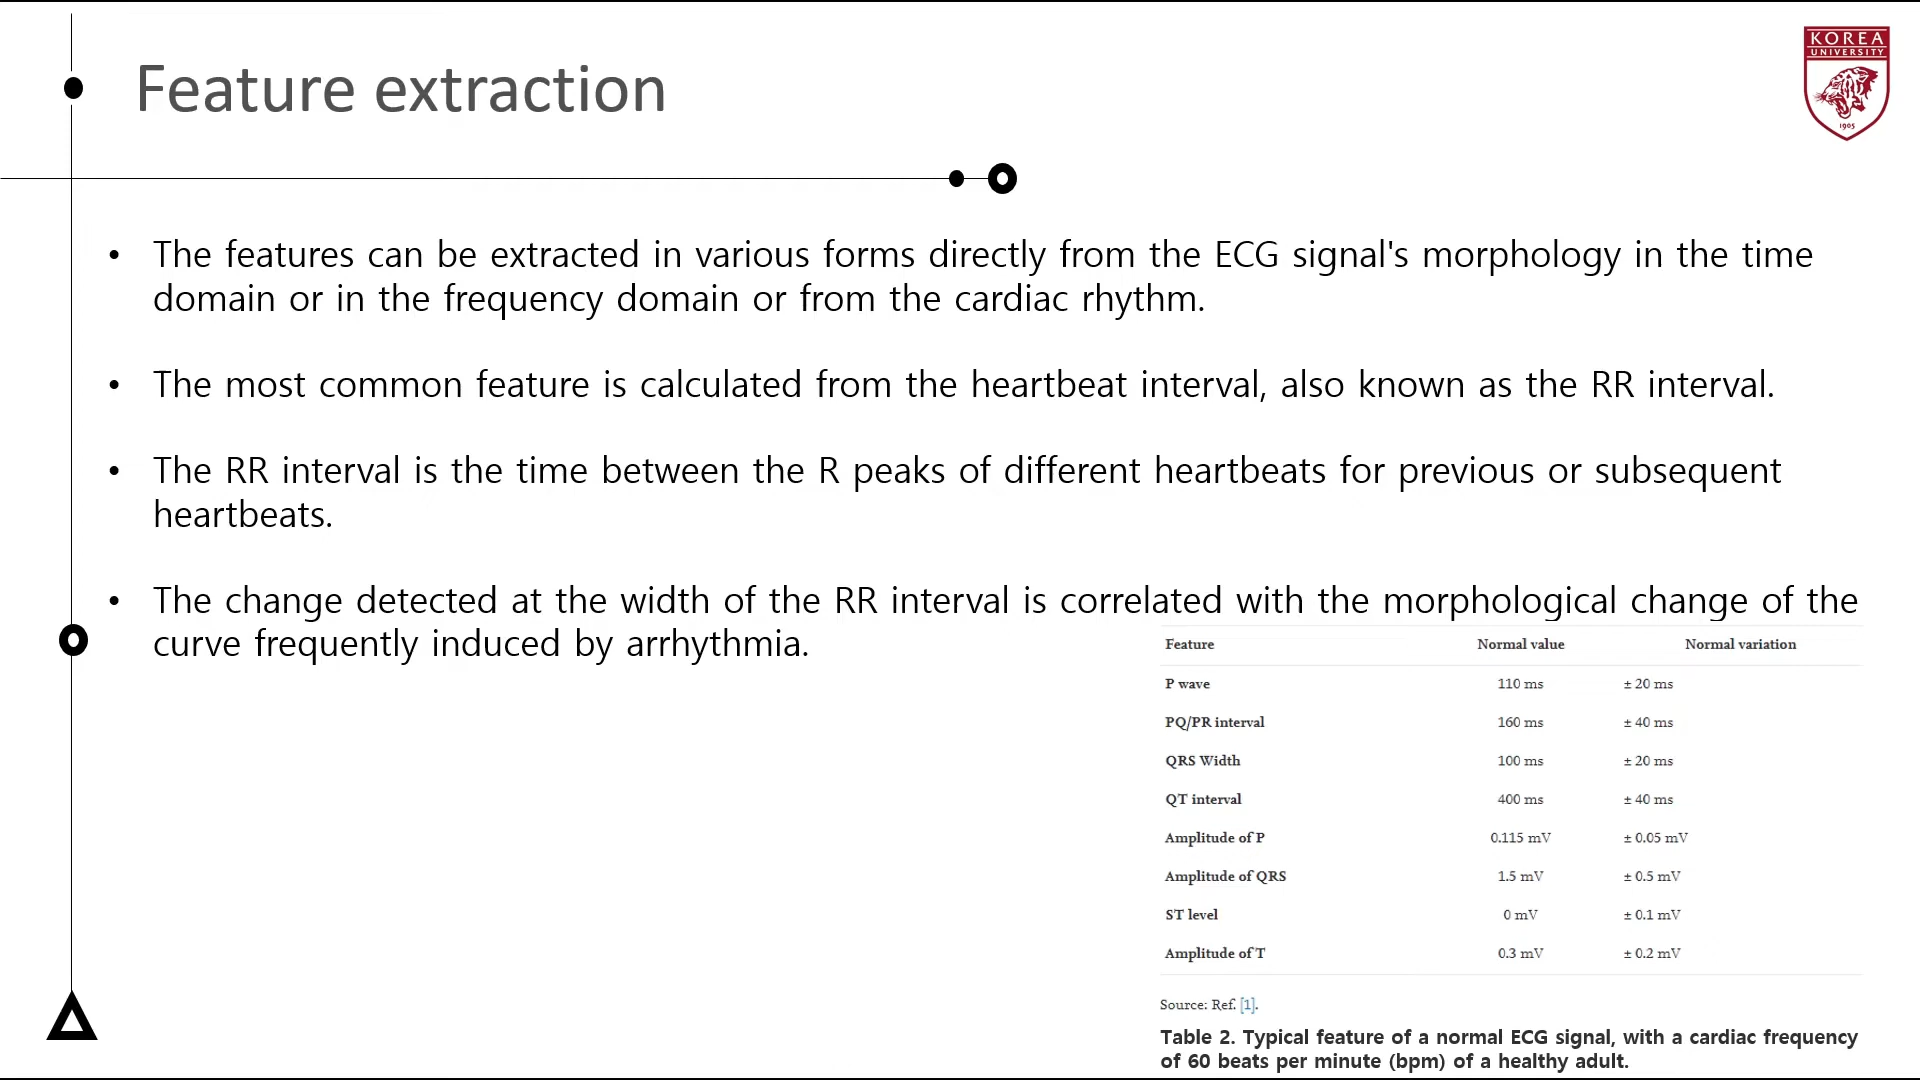 Feature extraction
KOREA
UNIVERSITY
1905
• The features can be extracted in various forms directly from the ECG signal's morphology in the time
domain or in the frequency domain or from the cardiac rhythm.
• The most common feature is calculated from the heartbeat interval, also known as the RR interval.
• The RR interval is the time between the R peaks of different heartbeats for previous or subsequent
heartbeats.
• The change detected at the width of the RR interval is correlated with the morphological change of the
curve frequently induced by arrhythmia.
Feature Normal value Normal variation
P wave 110 ms ± 20 ms
PQ/PR interval 160 ms ± 40 ms
QRS Width 100 ms ± 20 ms
QT interval 400 ms ± 40 ms
Amplitude of P 0.115 mV ± 0.05 mV
Amplitude of QRS 1.5 mV ± 0.5 mV
ST level 0 mV ± 0.1 mV
Amplitude of T 0.3 mV ± 0.2 mV
Source: Ref. [1].
Table 2. Typical feature of a normal ECG signal, with a cardiac frequency
of 60 beats per minute (bpm) of a healthy adult.